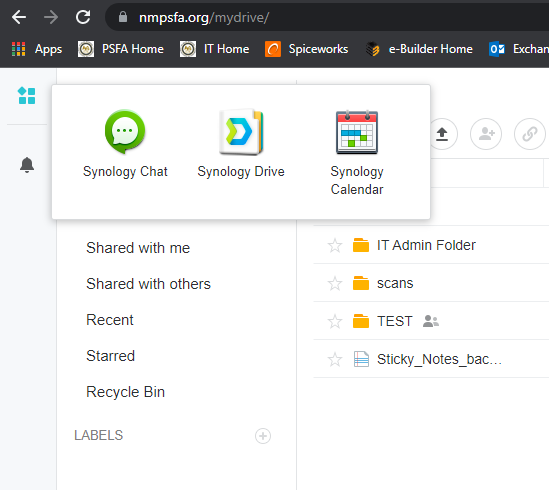 nmpsfa.org/mydrive/
Apps PSFA Home IT Home Spiceworks e-Builder Home Exchan
Synology Chat
Synology Drive
Synology
Calendar
Shared with me
Shared with others
Recent
Starred
Recycle Bin
LABELS
IT Admin Folder
scans
TEST
Sticky_Notes_bac...